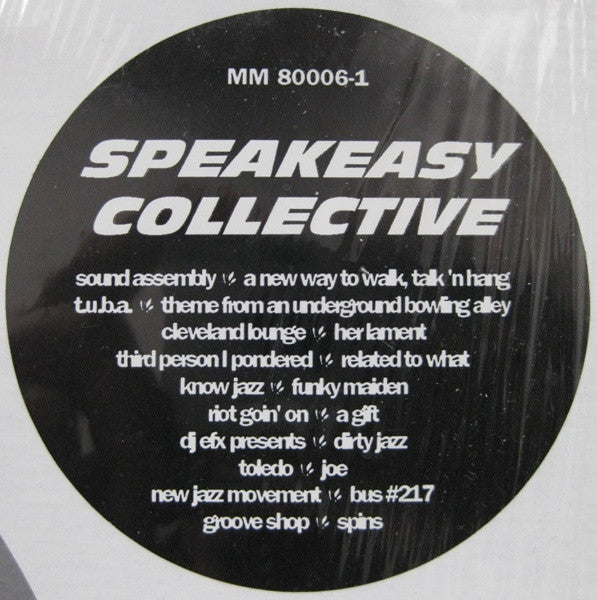 MM 80006-1
SPEAKEASY
COLLECTIVE
sound assembly a new way to walk, talk 'n hang
t.u.b.a. theme from an underground bowling alley
cleveland lounge her lament
third person I pondered related to what
know jazz funky maiden
riot goin' on a gift
dj efx presents dirty jazz
toledo joe
new jazz movement bus #217
groove shop spins